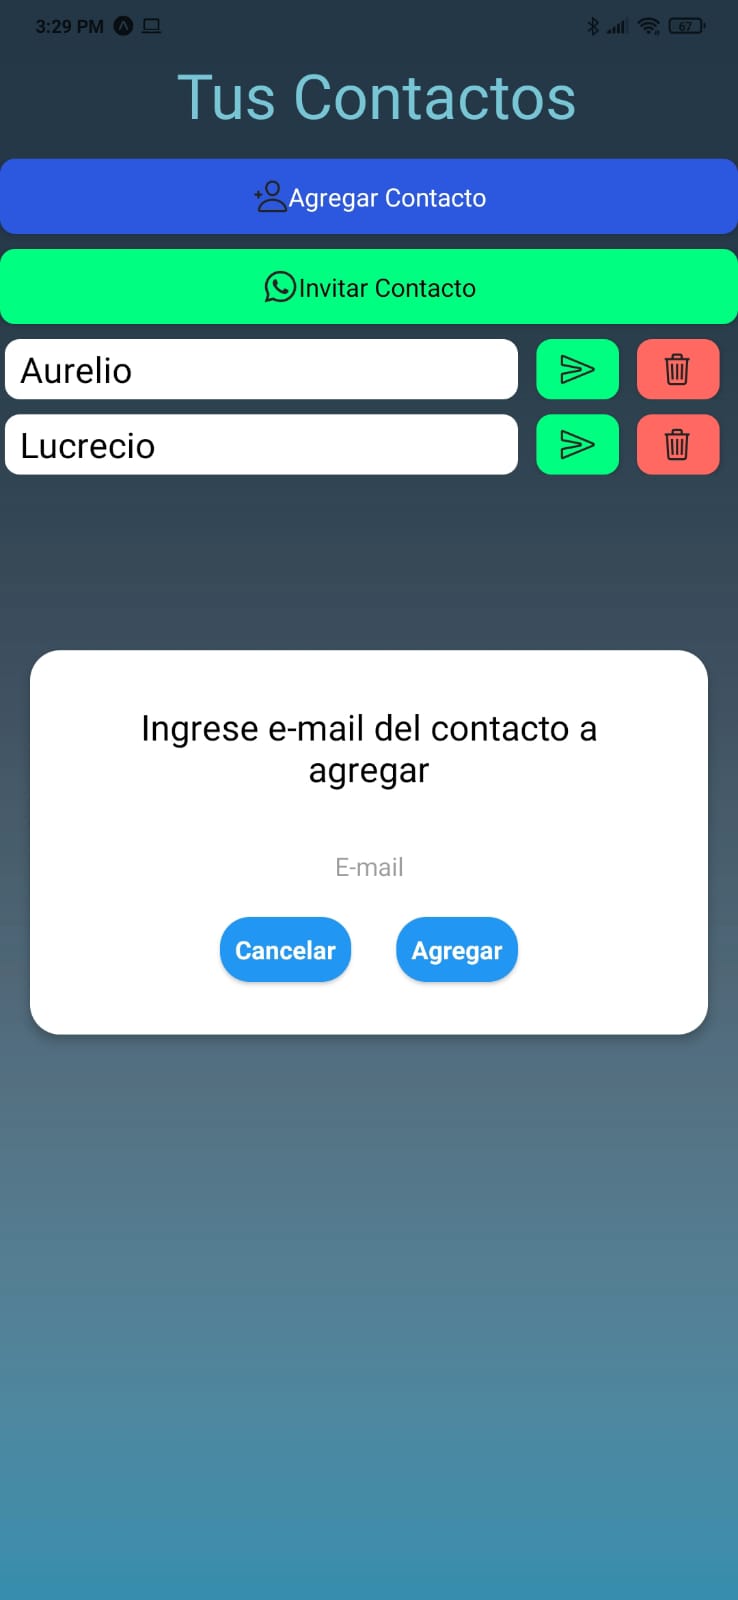 3:29 PM
67
Tus Contactos
Agregar Contacto
Invitar Contacto
Aurelio
Lucrecio
Ingrese e-mail del contacto a
agregar
E-mail
Cancelar Agregar